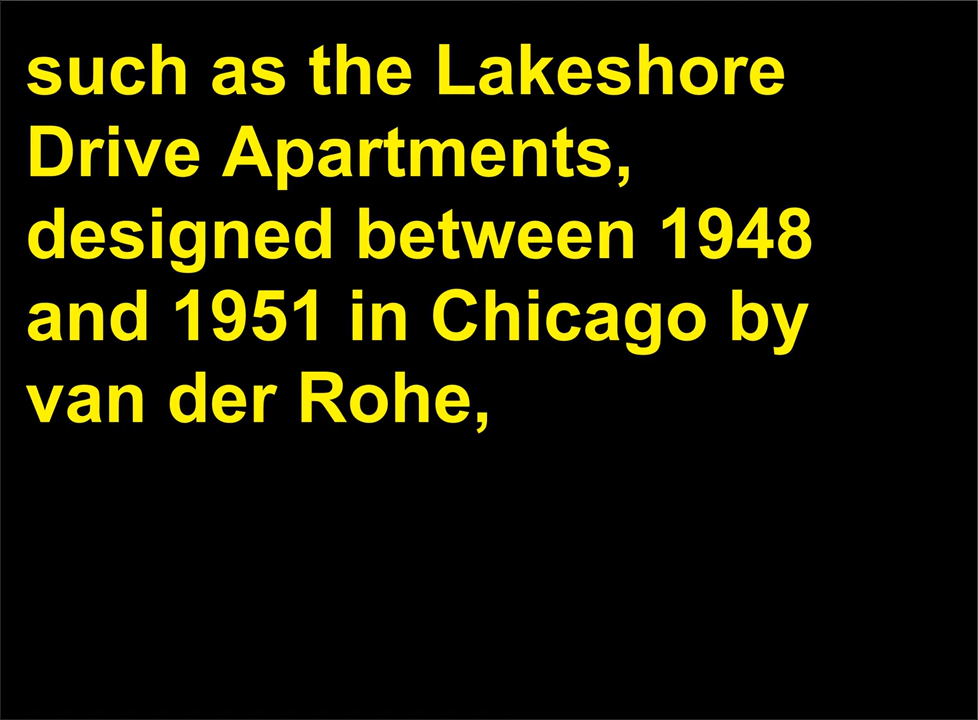 such as the Lakeshore
Drive Apartments,
designed between 1948
and 1951 in Chicago by
van der Rohe,